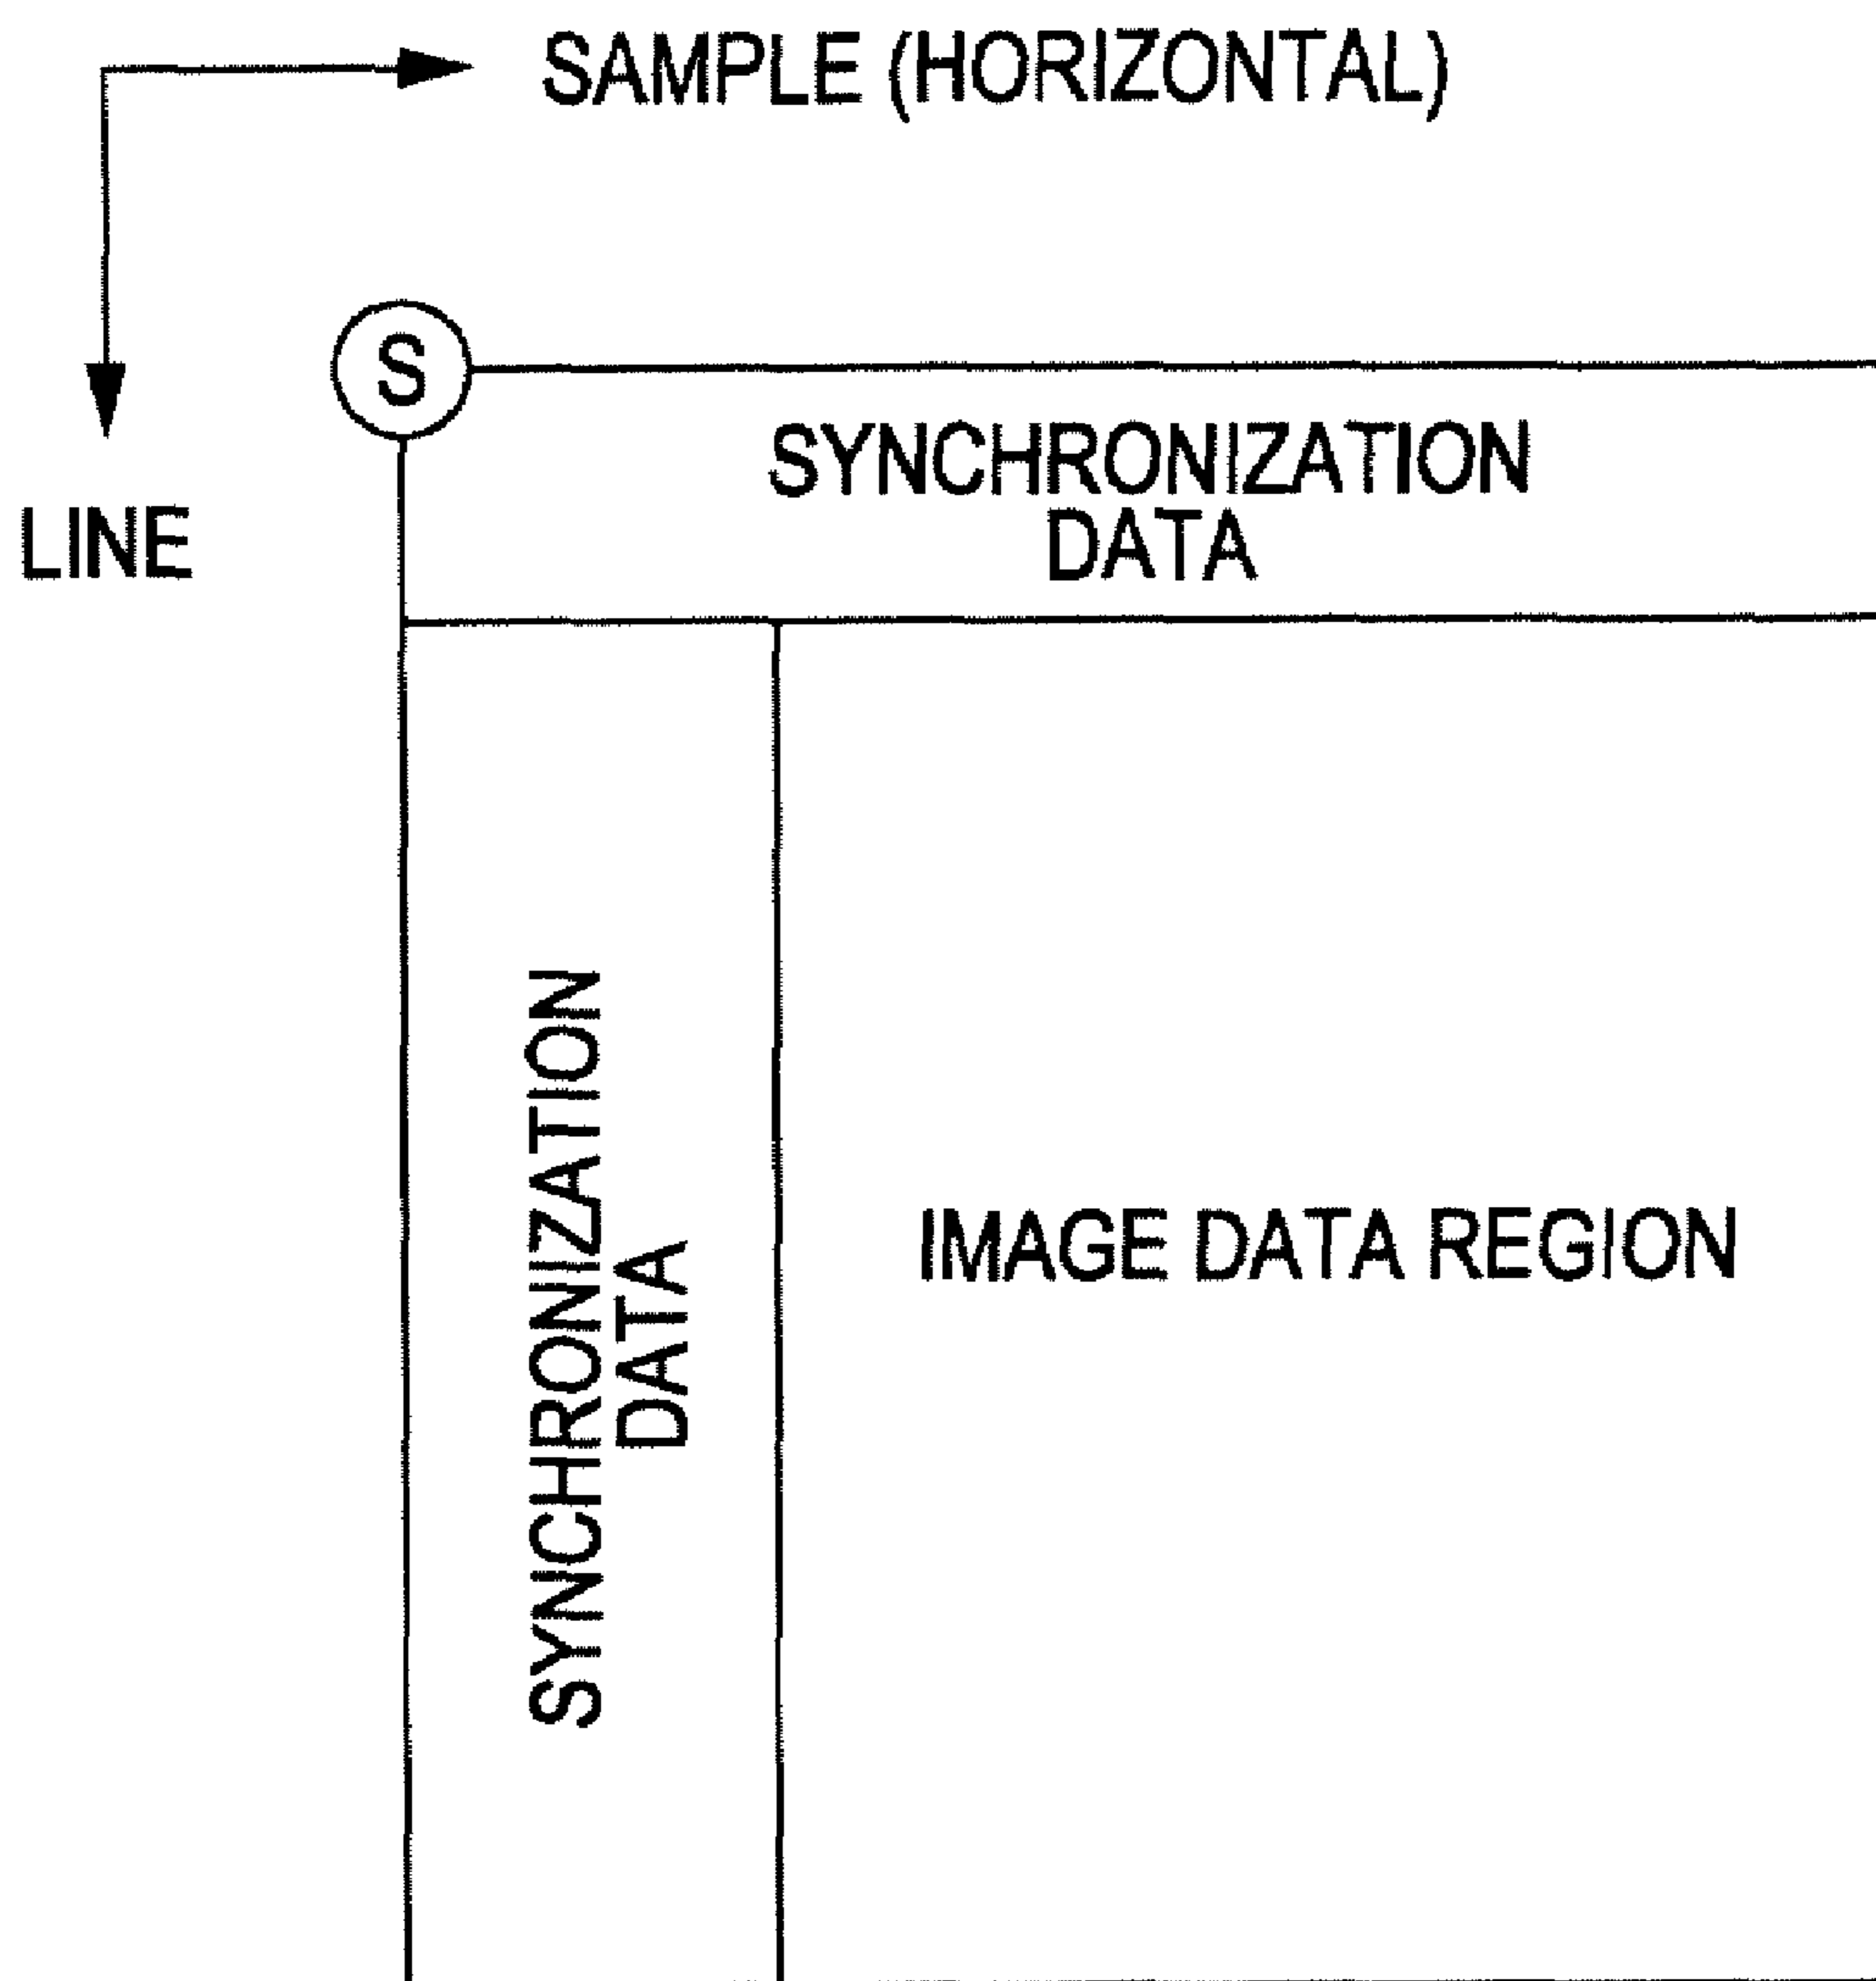 SAMPLE (HORIZONTAL)
S
LINE
SYNCHRONIZATION
DATA
SYNCHRONIZATION
DATA
IMAGE DATA REGION